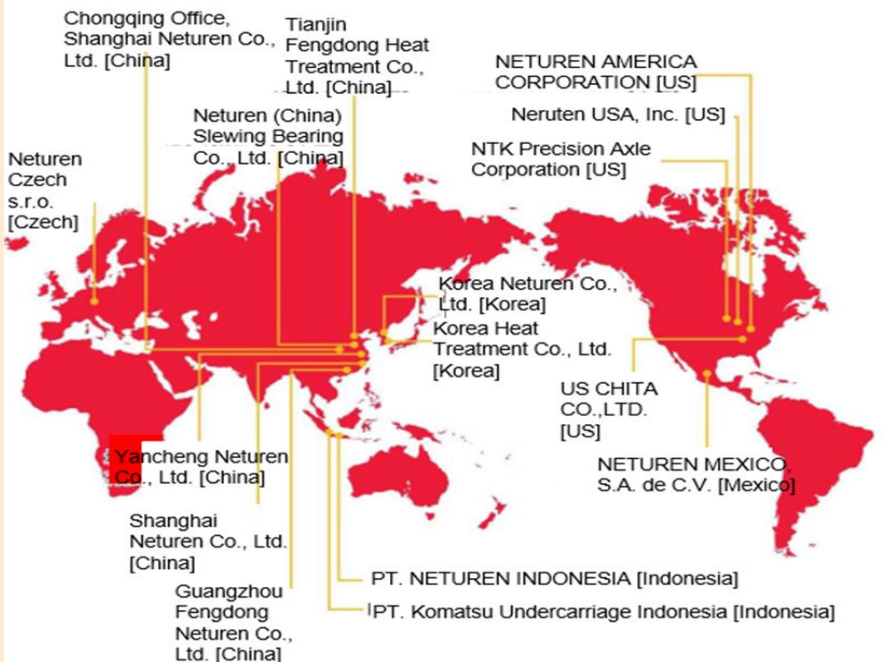 Chongqing Office,
Shanghai Neturen Co.,
Ltd. [China]
Tianjin
Fengdong Heat
Treatment Co.,
Ltd. [China]
NETUREN AMERICA
CORPORATION [US]
Neruten USA, Inc. [US]
Neturen (China)
Slewing Bearing
Co., Ltd. [China]
NTK Precision Axle
Corporation [US]
Neturen
Czech
s.r.o.
[Czech]
Korea Neturen Co.,
Ltd. [Korea]
Korea Heat
Treatment Co., Ltd.
[Korea]
US CHITA
CO.,LTD.
[US]
NETUREN MEXICO,
S.A. de C.V. [Mexico]
Yancheng Neturen
Co., Ltd. [China]
Shanghai
Neturen Co., Ltd.
[China]
Guangzhou
Fengdong
Neturen Co.,
Ltd. [China]
PT. NETUREN INDONESIA [Indonesia]
PT. Komatsu Undercarriage Indonesia [Indonesia]